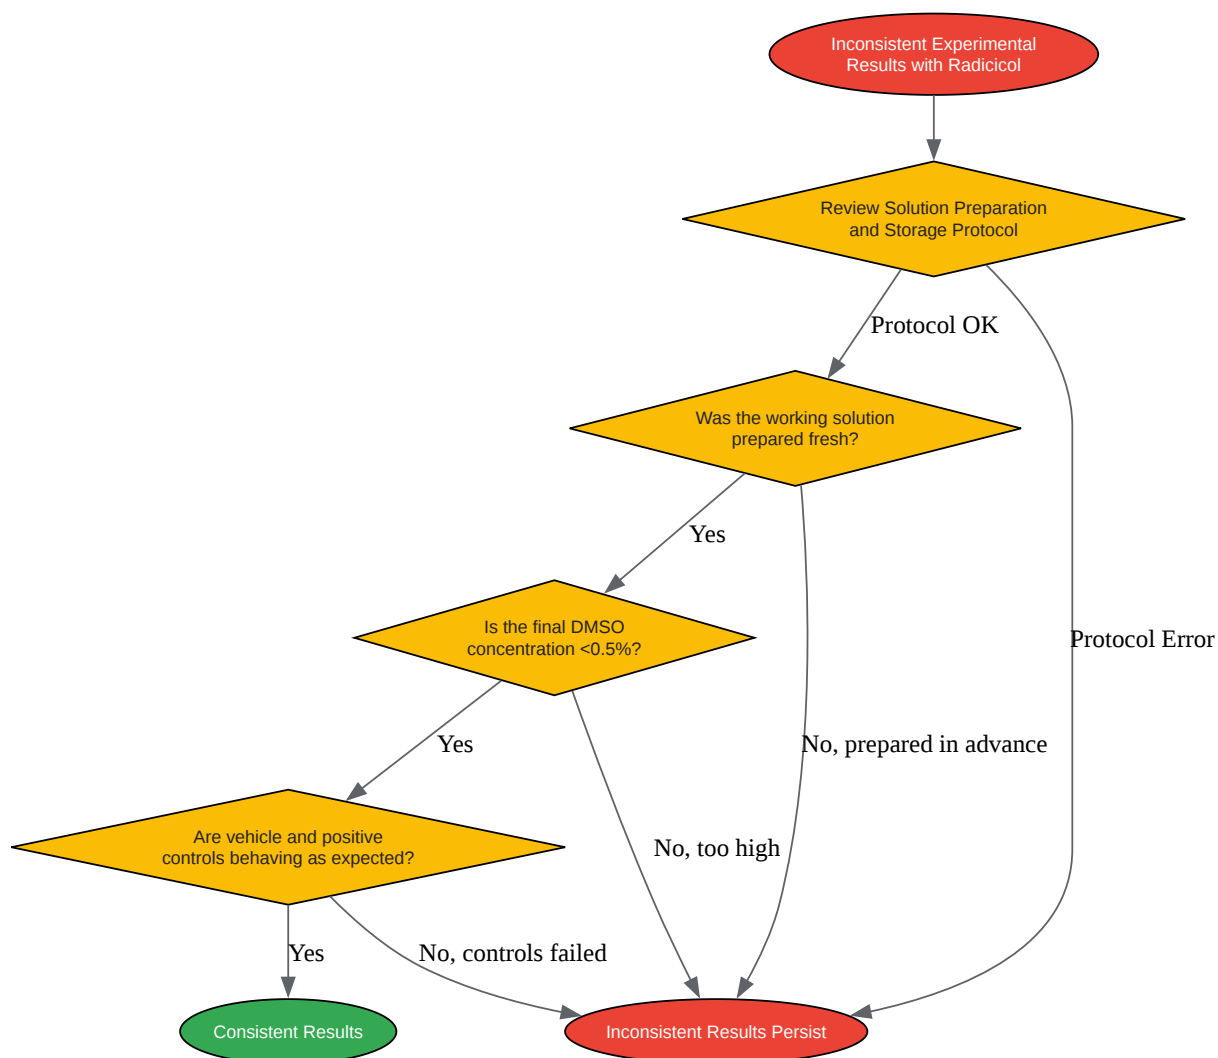 Inconsistent Experimental
Results with Radicicol
Review Solution Preparation
and Storage Protocol
Protocol OK
Was the working solution
prepared fresh?
Yes
Is the final DMSO
concentration <0.5%?
Protocol Error
Yes
No, prepared in advance
Are vehicle and positive
controls behaving as expected?
No, too high
Yes
No, controls failed
Consistent Results
Inconsistent Results Persist